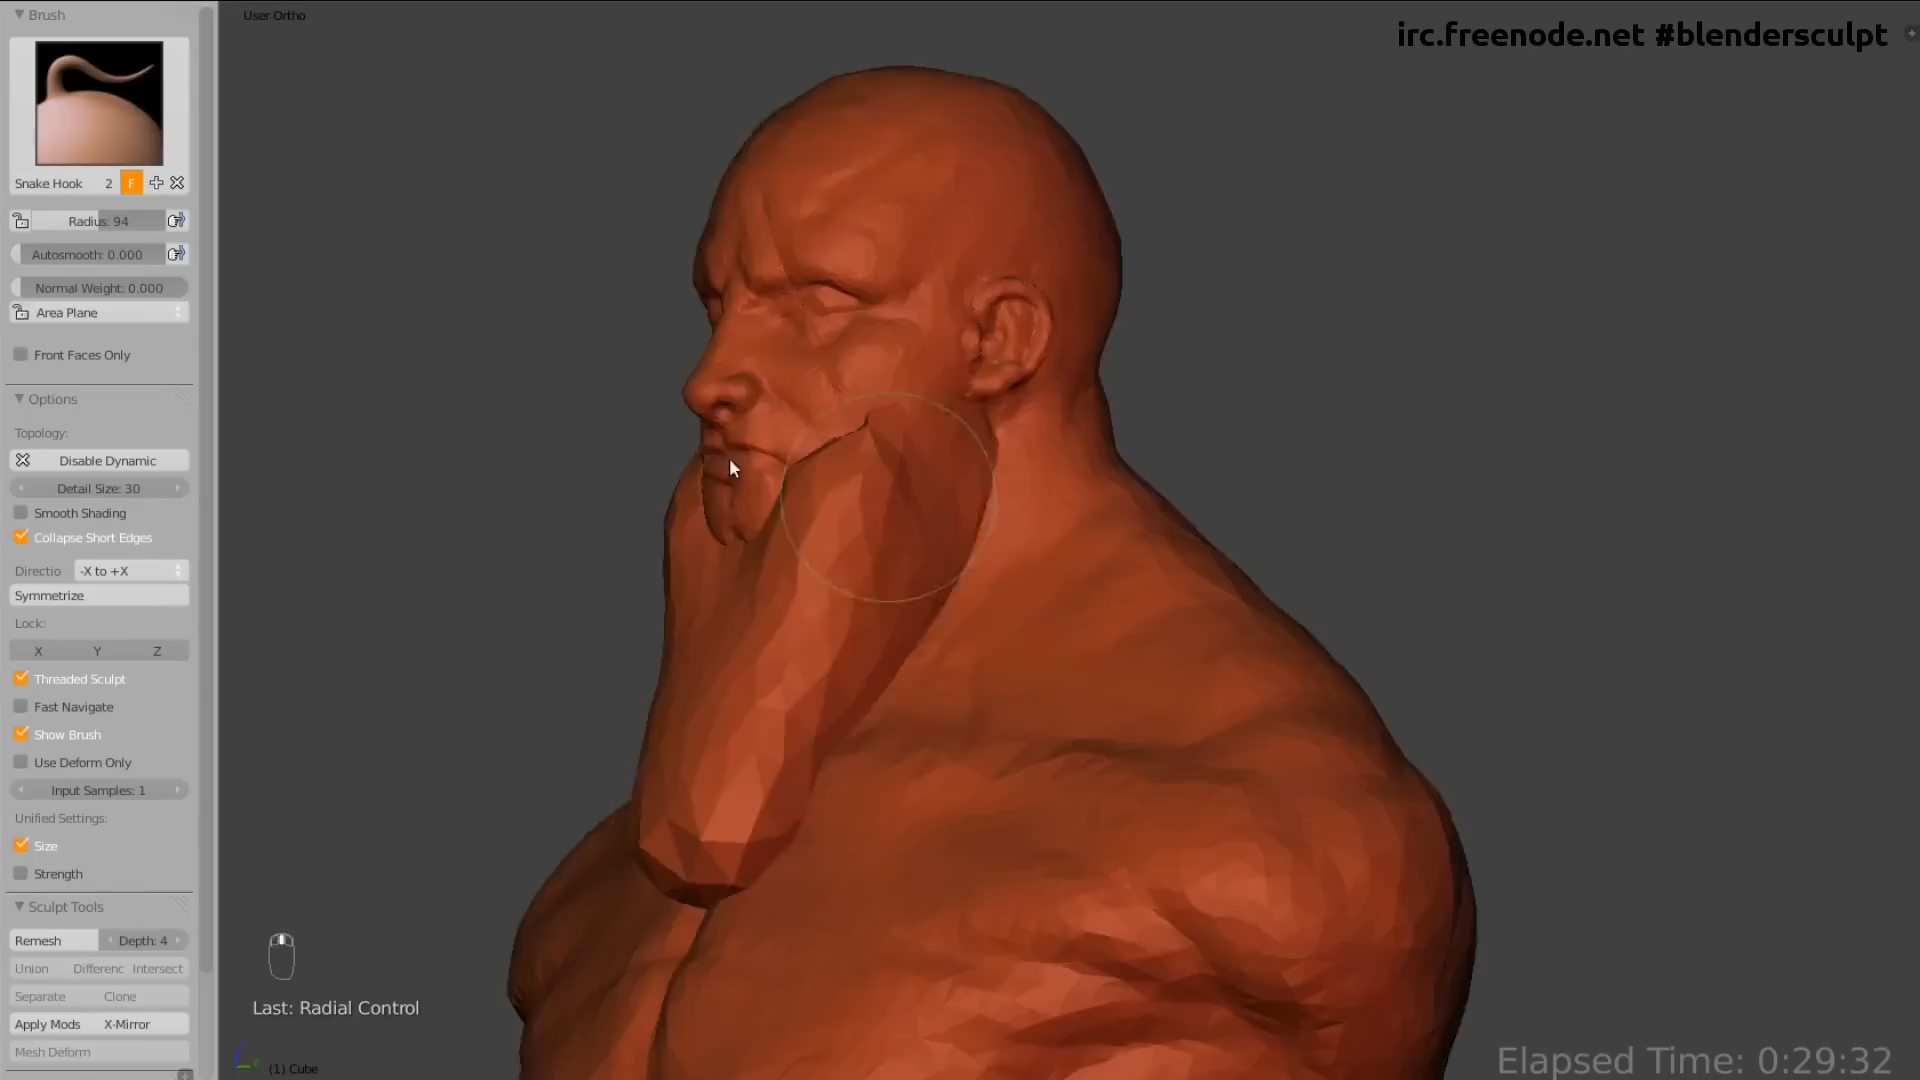 Brush
User Ortho
irc.freenode.net #blendersculpt
Snake Hook 2 F
Radius: 94
Autosmooth: 0.000
Normal Weight: 0.000
Area Plane
Front Faces Only
Options
Topology:
Disable Dynamic
Detail Size: 30
Smooth Shading
Collapse Short Edges
Directio -X to +X
Symmetrize
Lock:
X Y Z
Threaded Sculpt
Fast Navigate
Show Brush
Use Deform Only
Input Samples: 1
Unified Settings:
Size
Strength
Sculpt Tools
Remesh Depth: 4
Union Differenc Intersect
Separate Clone
Apply Mods X-Mirror
Mesh Deform
Last: Radial Control
(1) Cube
Elapsed Time: 0:29:32